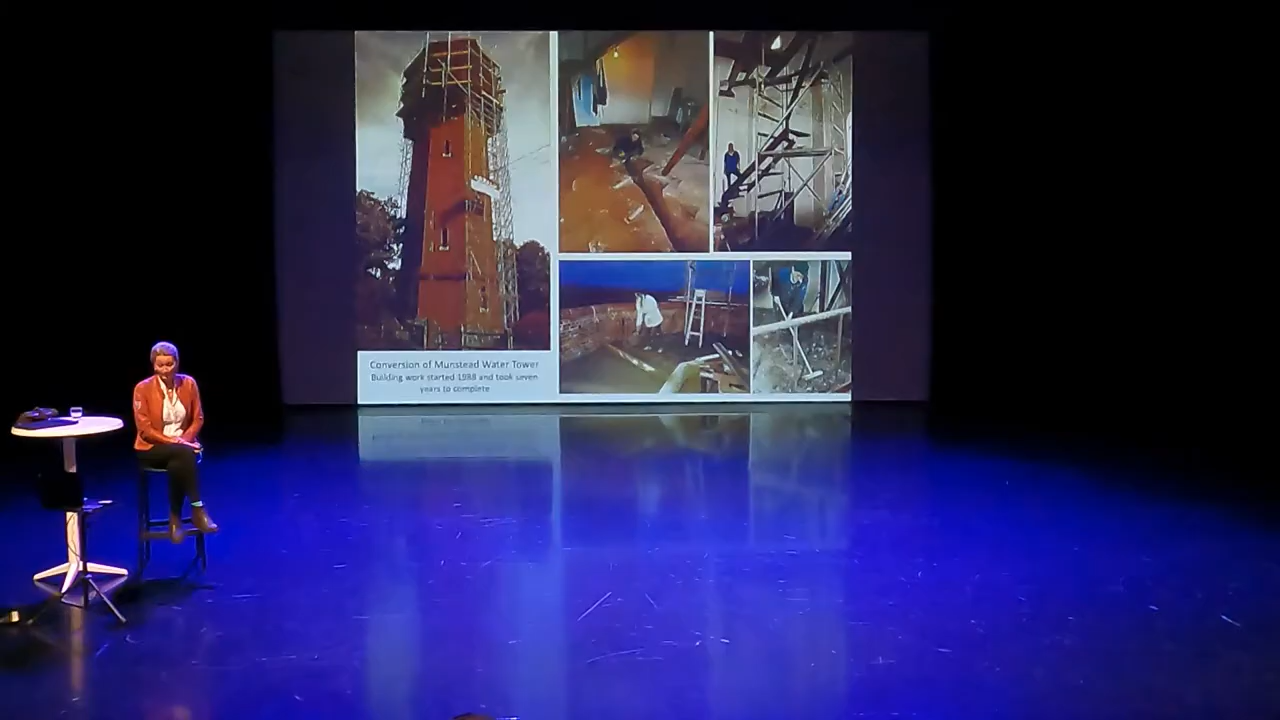 Conversion of Munstead Water Tower
Building work started 1988 and took seven
years to complete